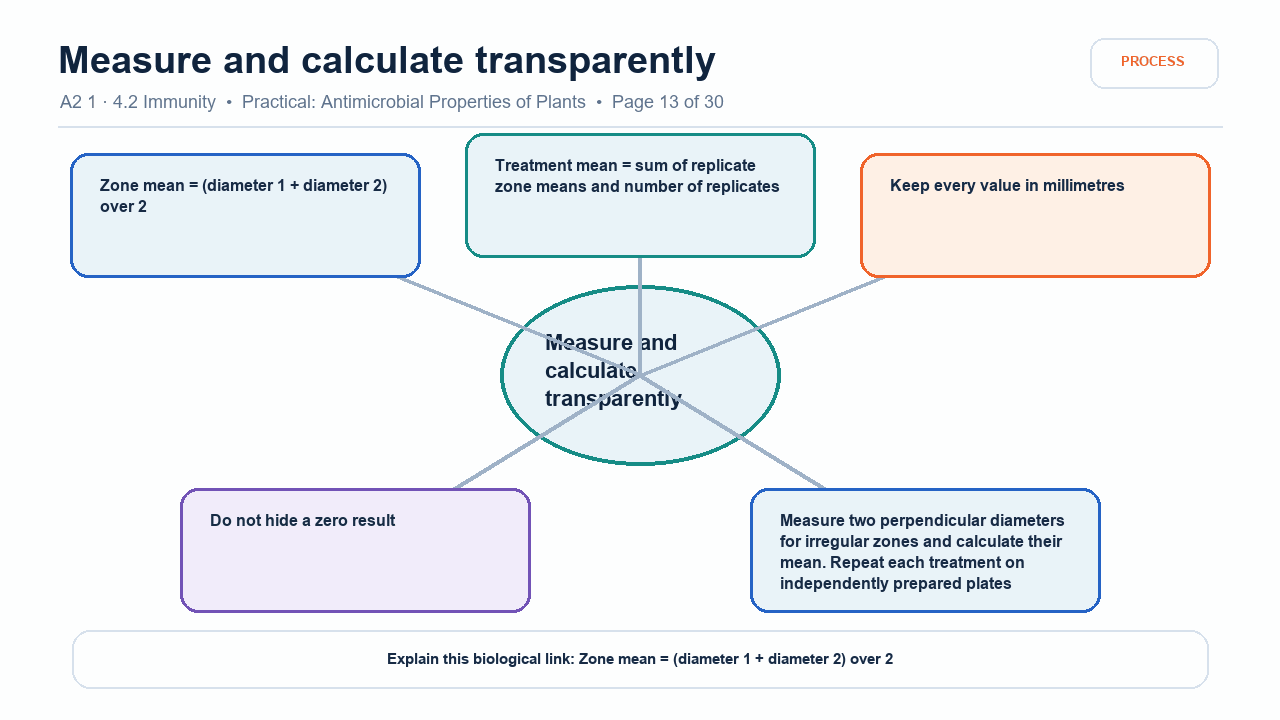 Measure and calculate transparently
PROCESS
A2 1 · 4.2 Immunity • Practical: Antimicrobial Properties of Plants • Page 13 of 30
Zone mean = (diameter 1 + diameter 2)
over 2
Treatment mean = sum of replicate
zone means and number of replicates
Keep every value in millimetres
Measure and
calculate
transparently
Do not hide a zero result
Measure two perpendicular diameters
for irregular zones and calculate their
mean. Repeat each treatment on
independently prepared plates
Explain this biological link: Zone mean = (diameter 1 + diameter 2) over 2